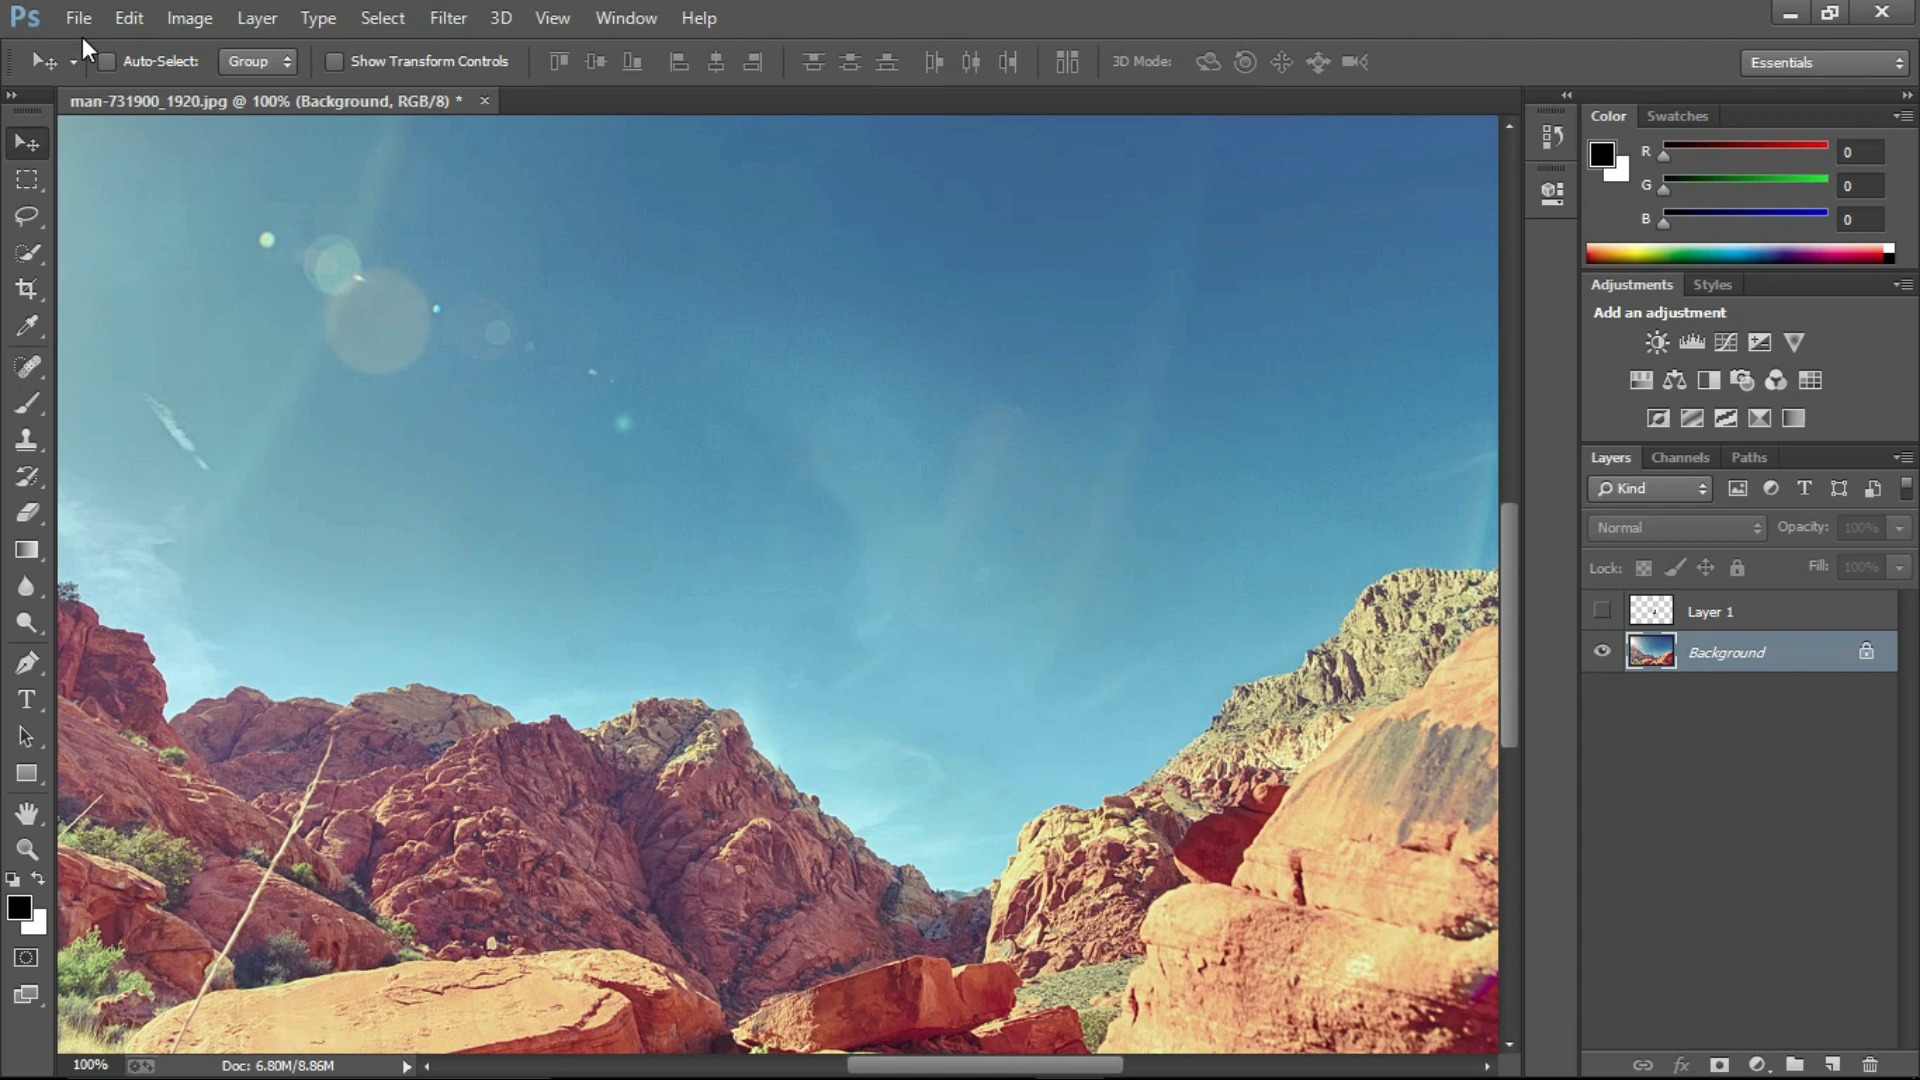 Ps File Edit Image Layer Type Select Filter 3D View Window Help
Auto-Select: Group Show Transform Controls 3D Mode: Essentials
man-731900_1920.jpg @ 100% (Background, RGB/8) * ×
Color Swatches
R 0
G 0
B 0
Adjustments Styles
Add an adjustment
Layers Channels Paths
Kind
Normal Opacity: 100%
Lock: Fill: 100%
Layer 1
Background
100% Doc: 6.80M/8.86M
fx